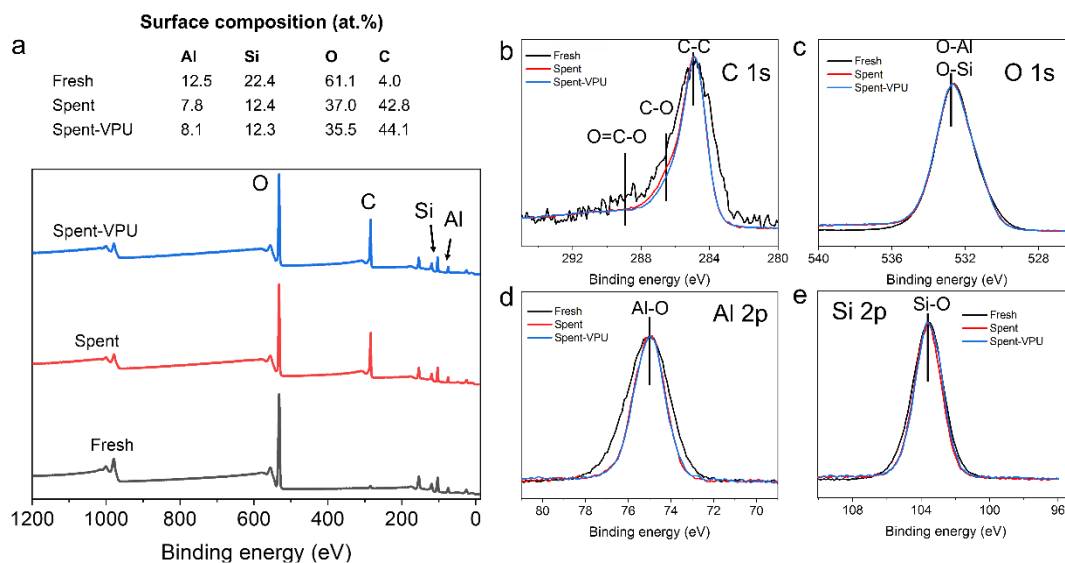 Surface composition (at.%)
a
Al Si O C
Fresh 12.5 22.4 61.1 4.0
Spent 7.8 12.4 37.0 42.8
Spent-VPU 8.1 12.3 35.5 44.1
O
C
Si
Al
Spent-VPU
Spent
Fresh
1200 1000 800 600 400 200 0
Binding energy (eV)
b
Fresh
Spent
Spent-VPU
C-C
C 1s
C-O
O=C-O
292 288 284 280
Binding energy (eV)
c
Fresh
Spent
Spent-VPU
O-Al
O-Si
O 1s
540 536 532 528
Binding energy (eV)
d
Fresh
Spent
Spent-VPU
Al-O
Al 2p
80 78 76 74 72 70
Binding energy (eV)
e
Si 2p
Si-O
Fresh
Spent
Spent-VPU
108 104 100 96
Binding energy (eV)